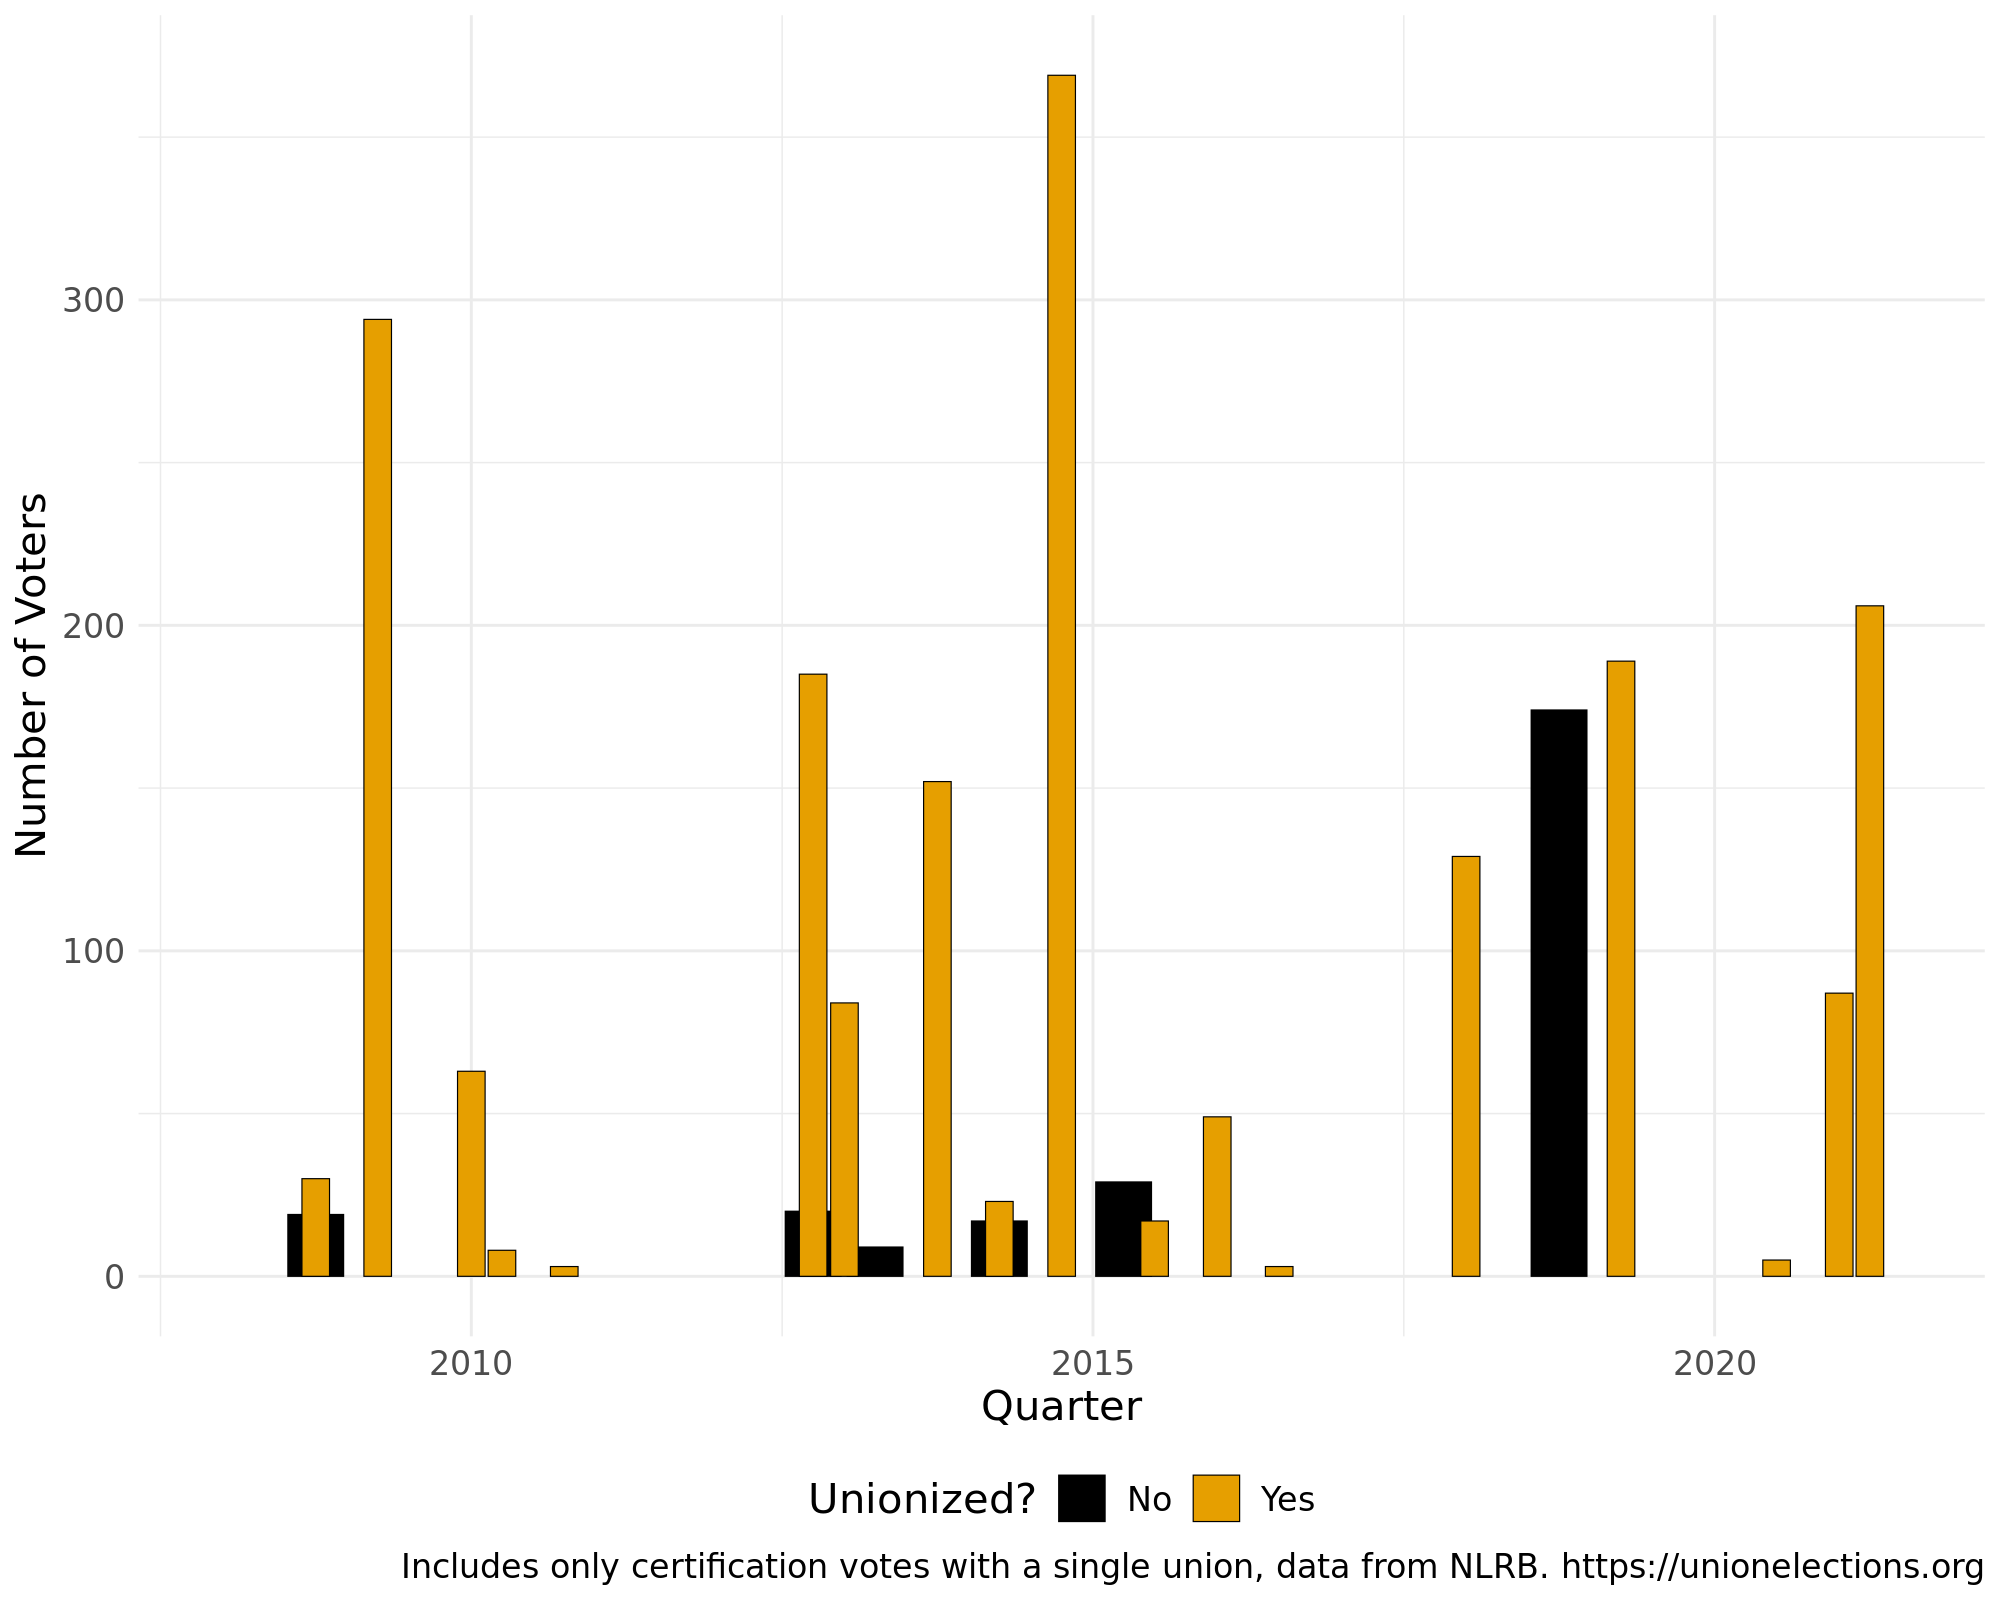 Number of Voters
300
200
100
0
2010 2015 2020
Quarter
Unionized? No Yes
Includes only certification votes with a single union, data from NLRB. https://unionelections.org